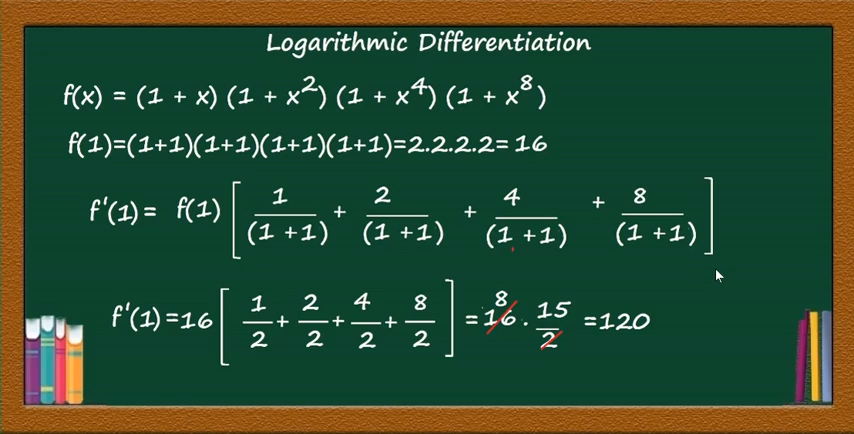 Logarithmic Differentiation
f(x) = (1 + x) (1 + x²) (1 + x⁴) (1 + x⁸)
f(1)=(1+1)(1+1)(1+1)(1+1)=2.2.2.2= 16
f'(1)= f(1) [ 1/(1 +1) + 2/(1 +1) + 4/(1 +1) + 8/(1 +1) ]
f'(1)=16 [ 1/2 + 2/2 + 4/2 + 8/2 ] = 8 16 . 15/2 =120